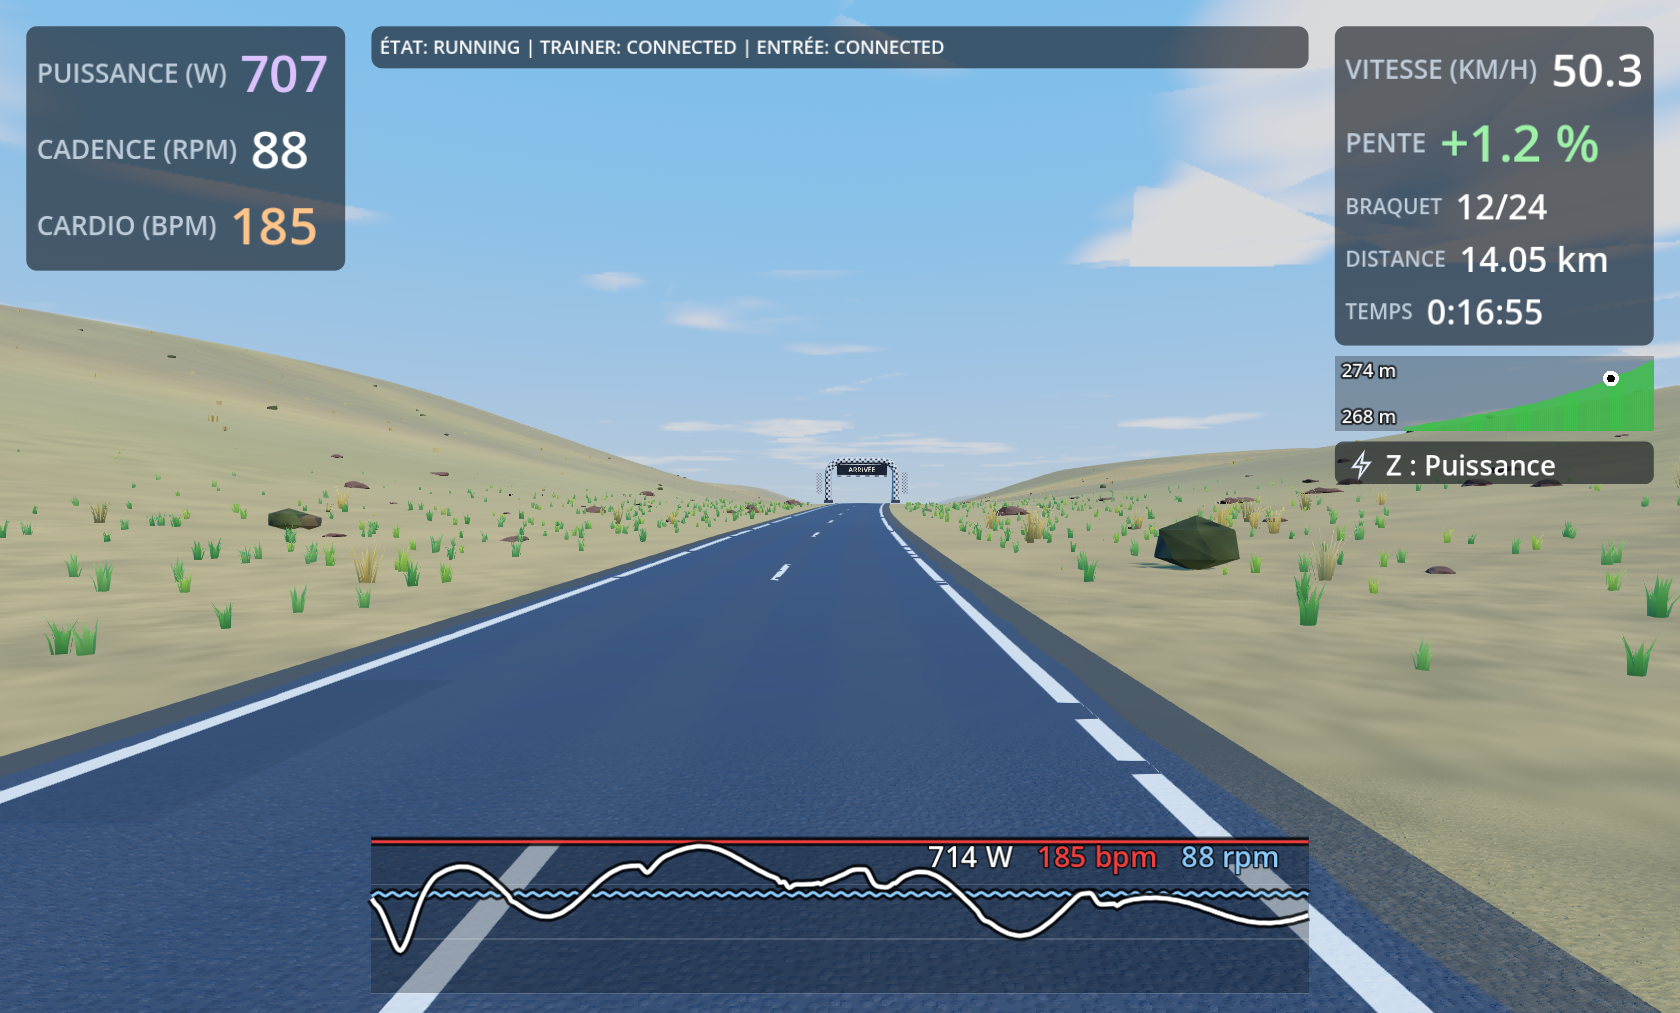 PUISSANCE (W) 707
CADENCE (RPM) 88
CARDIO (BPM) 185
ÉTAT: RUNNING | TRAINER: CONNECTED | ENTRÉE: CONNECTED
VITESSE (KM/H) 50.3
PENTE +1.2 %
BRAQUET 12/24
DISTANCE 14.05 km
TEMPS 0:16:55
274 m
268 m
Z : Puissance
ARRIVÉE
714 W 185 bpm 88 rpm